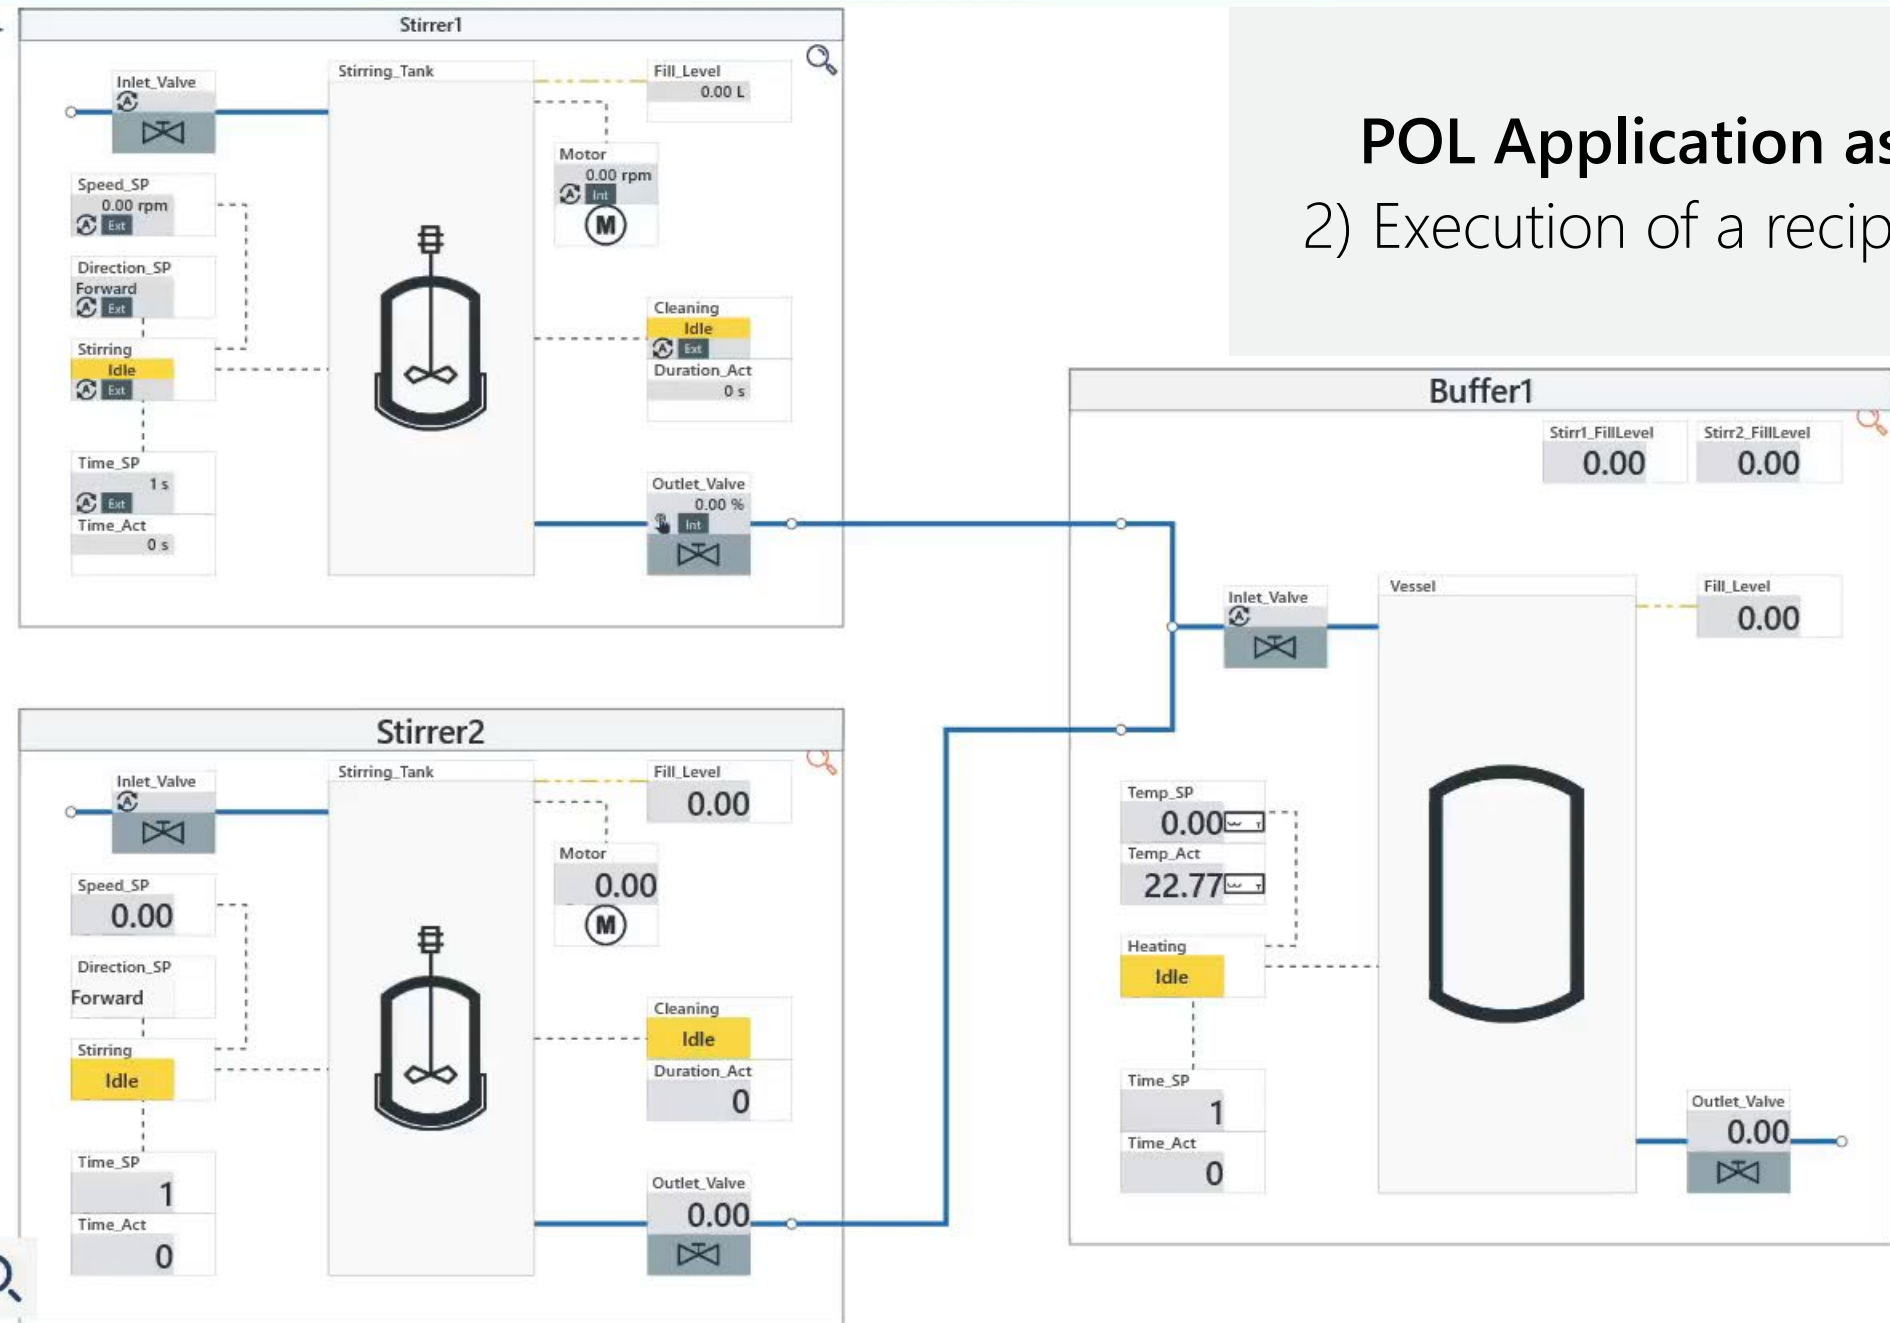 Stirrer1
Inlet_Valve
Stirring_Tank
Fill_Level
0.00 L
Motor
0.00 rpm
Int
M
Speed_SP
0.00 rpm
Ext
Direction_SP
Forward
Ext
Stirring
Idle
Ext
Time_SP
1 s
Ext
Time_Act
0 s
Cleaning
Idle
Ext
Duration_Act
0 s
Outlet_Valve
0.00 %
Int
POL Application as
2) Execution of a recip
Stirrer2
Inlet_Valve
Stirring_Tank
Fill_Level
0.00
Motor
0.00
M
Speed_SP
0.00
Direction_SP
Forward
Stirring
Idle
Time_SP
1
Time_Act
0
Cleaning
Idle
Duration_Act
0
Outlet_Valve
0.00
Buffer1
Stirr1_FillLevel
0.00
Stirr2_FillLevel
0.00
Inlet_Valve
Vessel
Fill_Level
0.00
Temp_SP
0.00
Temp_Act
22.77
Heating
Idle
Time_SP
1
Time_Act
0
Outlet_Valve
0.00